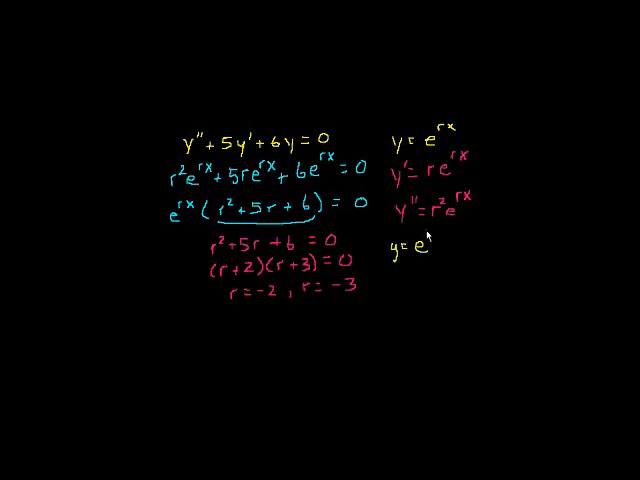 y'' + 5y' + 6y = 0
r²e^rx + 5re^rx + 6e^rx = 0
e^rx (r² + 5r + 6) = 0
r² + 5r + 6 = 0
(r + 2)(r + 3) = 0
r = -2, r = -3
y = e^rx
y' = re^rx
y'' = r²e^rx
y = e